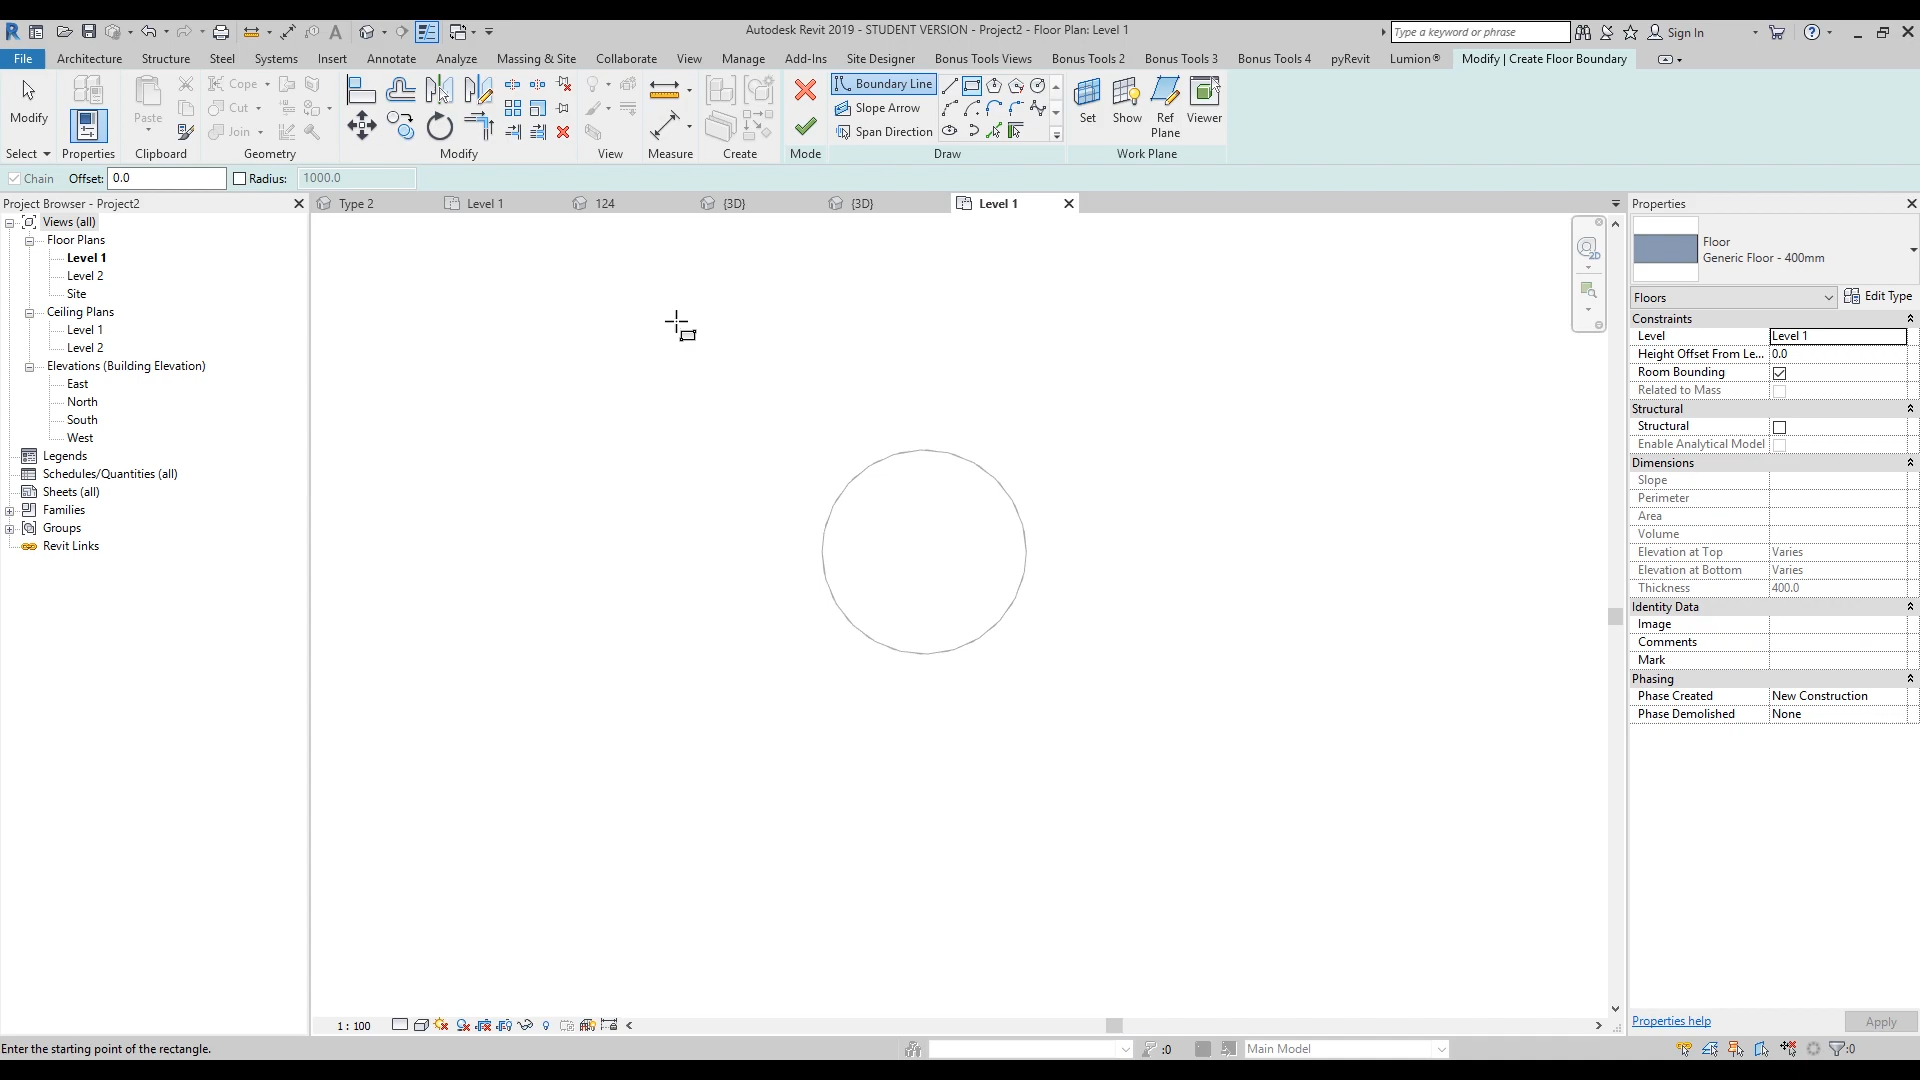 Autodesk Revit 2019 - STUDENT VERSION - Project2 - Floor Plan: Level 1
Type a keyword or phrase
Sign In
File
Architecture
Structure
Steel
Systems
Insert
Annotate
Analyze
Massing & Site
Collaborate
View
Manage
Add-Ins
Site Designer
Bonus Tools Views
Bonus Tools 2
Bonus Tools 3
Bonus Tools 4
pyRevit
Lumion®
Modify | Create Floor Boundary
Modify
Paste
Cope
Cut
Join
Boundary Line
Slope Arrow
Span Direction
Set
Show
Ref
Plane
Viewer
Select
Properties
Clipboard
Geometry
Modify
View
Measure
Create
Mode
Draw
Work Plane
Chain
Offset: 0.0
Radius: 1000.0
Project Browser - Project2
Type 2
Level 1
124
{3D}
{3D}
Level 1
Views (all)
Floor Plans
Level 1
Level 2
Site
Ceiling Plans
Level 1
Level 2
Elevations (Building Elevation)
East
North
South
West
Legends
Schedules/Quantities (all)
Sheets (all)
Families
Groups
Revit Links
2D
Properties
Floor
Generic Floor - 400mm
Floors
Edit Type
Constraints
Level Level 1
Height Offset From Le... 0.0
Room Bounding
Related to Mass
Structural
Structural
Enable Analytical Model
Dimensions
Slope
Perimeter
Area
Volume
Elevation at Top Varies
Elevation at Bottom Varies
Thickness 400.0
Identity Data
Image
Comments
Mark
Phasing
Phase Created New Construction
Phase Demolished None
Properties help
Apply
1 : 100
Enter the starting point of the rectangle.
:0
Main Model
:0